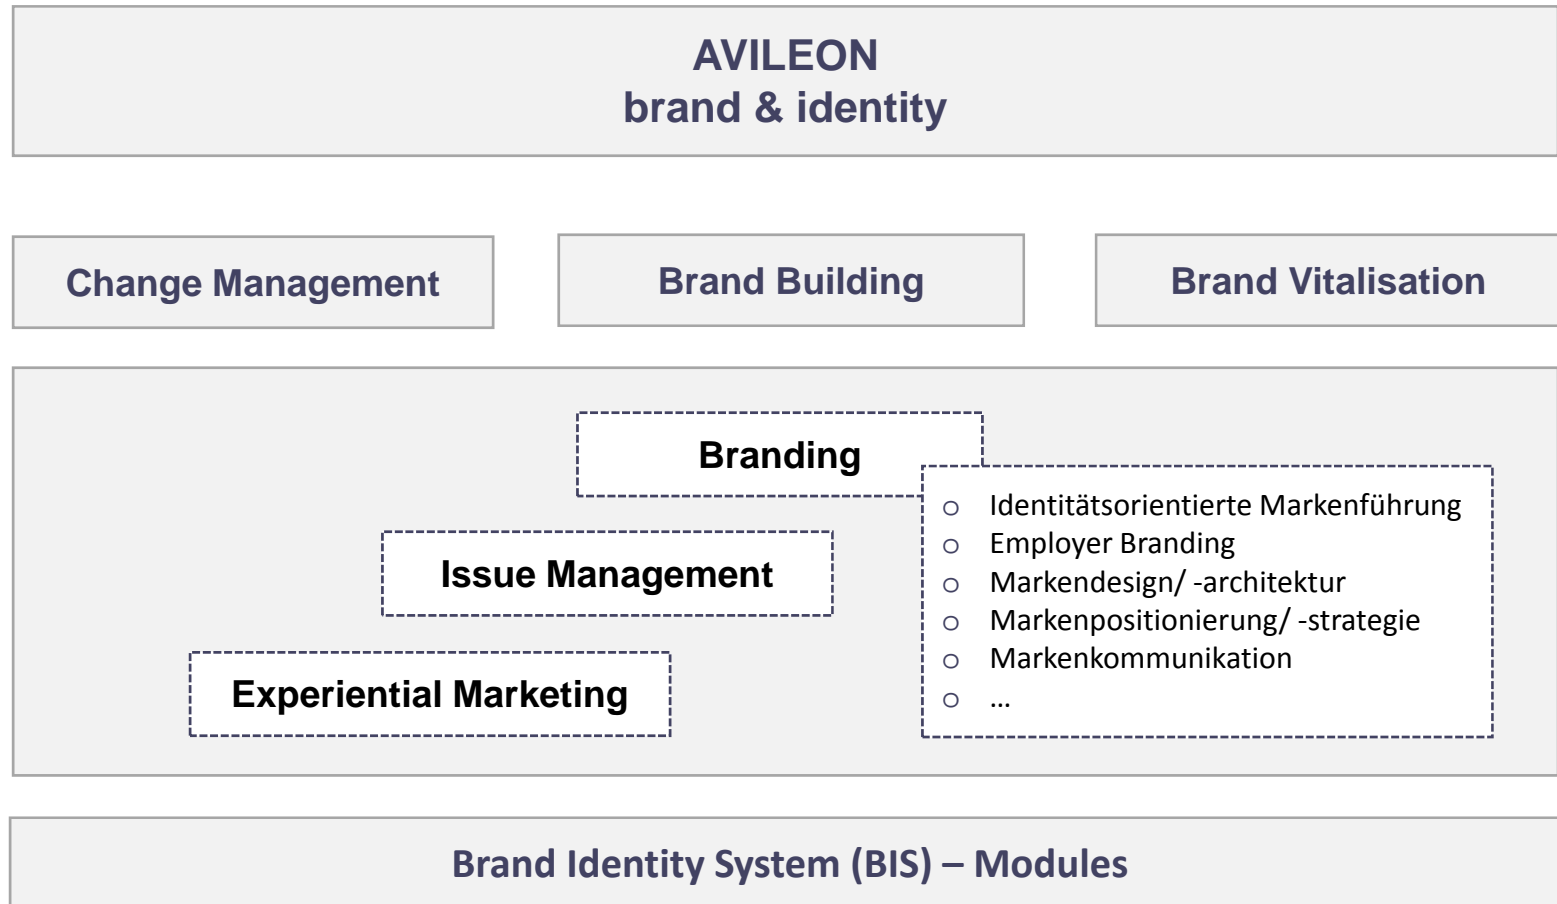 AVILEON
brand & identity
Change Management
Brand Building
Brand Vitalisation
Branding
o Identitätsorientierte Markenführung
o Employer Branding
o Markendesign/ -architektur
o Markenpositionierung/ -strategie
o Markenkommunikation
o ...
Issue Management
Experiential Marketing
Brand Identity System (BIS) – Modules